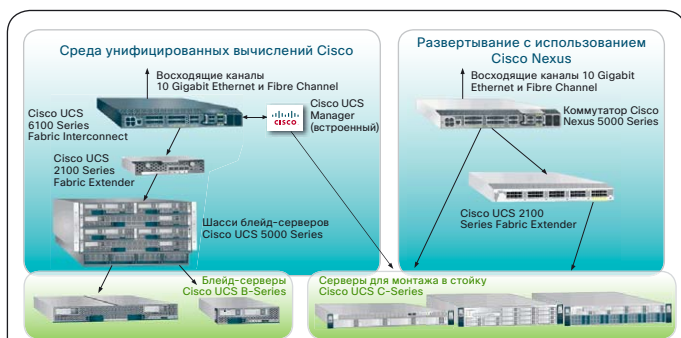 Среда унифицированных вычислений Cisco
Восходящие каналы
10 Gigabit Ethernet и Fibre Channel
Cisco UCS
6100 Series
Fabric Interconnect
CISCO
Cisco UCS
Manager
(встроенный)
Cisco UCS
2100 Series
Fabric Extender
Шасси блейд-серверов
Cisco UCS 5000 Series
Блейд-серверы
Cisco UCS B-Series
Развертывание с использованием
Cisco Nexus
Восходящие каналы 10 Gigabit
Ethernet и Fibre Channel
Коммутатор Cisco
Nexus 5000 Series
Cisco UCS 2100
Series Fabric Extender
Серверы для монтажа в стойку
Cisco UCS C-Series